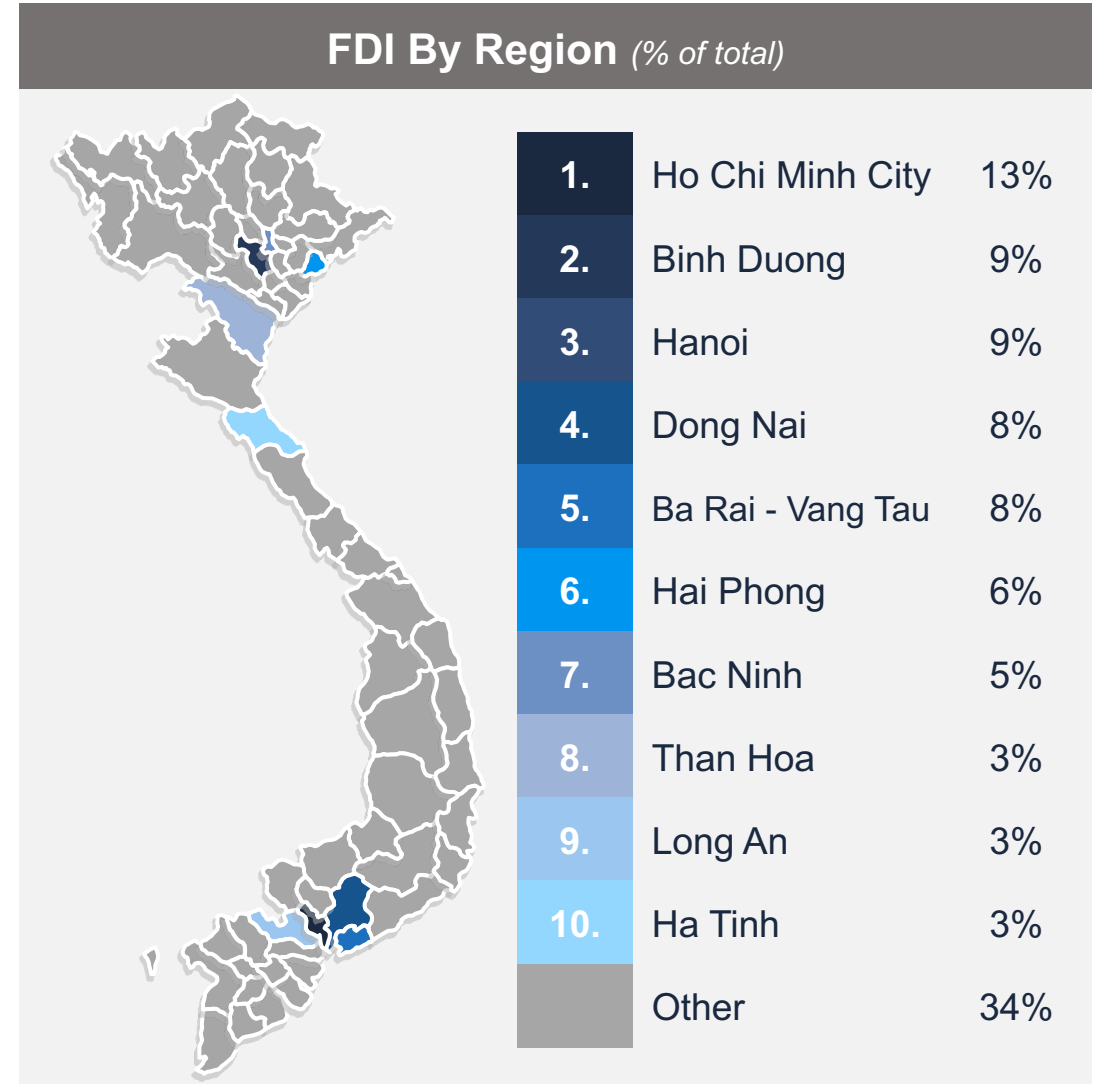 FDI By Region (% of total)
1. Ho Chi Minh City 13%
2. Binh Duong 9%
3. Hanoi 9%
4. Dong Nai 8%
5. Ba Rai - Vang Tau 8%
6. Hai Phong 6%
7. Bac Ninh 5%
8. Than Hoa 3%
9. Long An 3%
10. Ha Tinh 3%
Other 34%